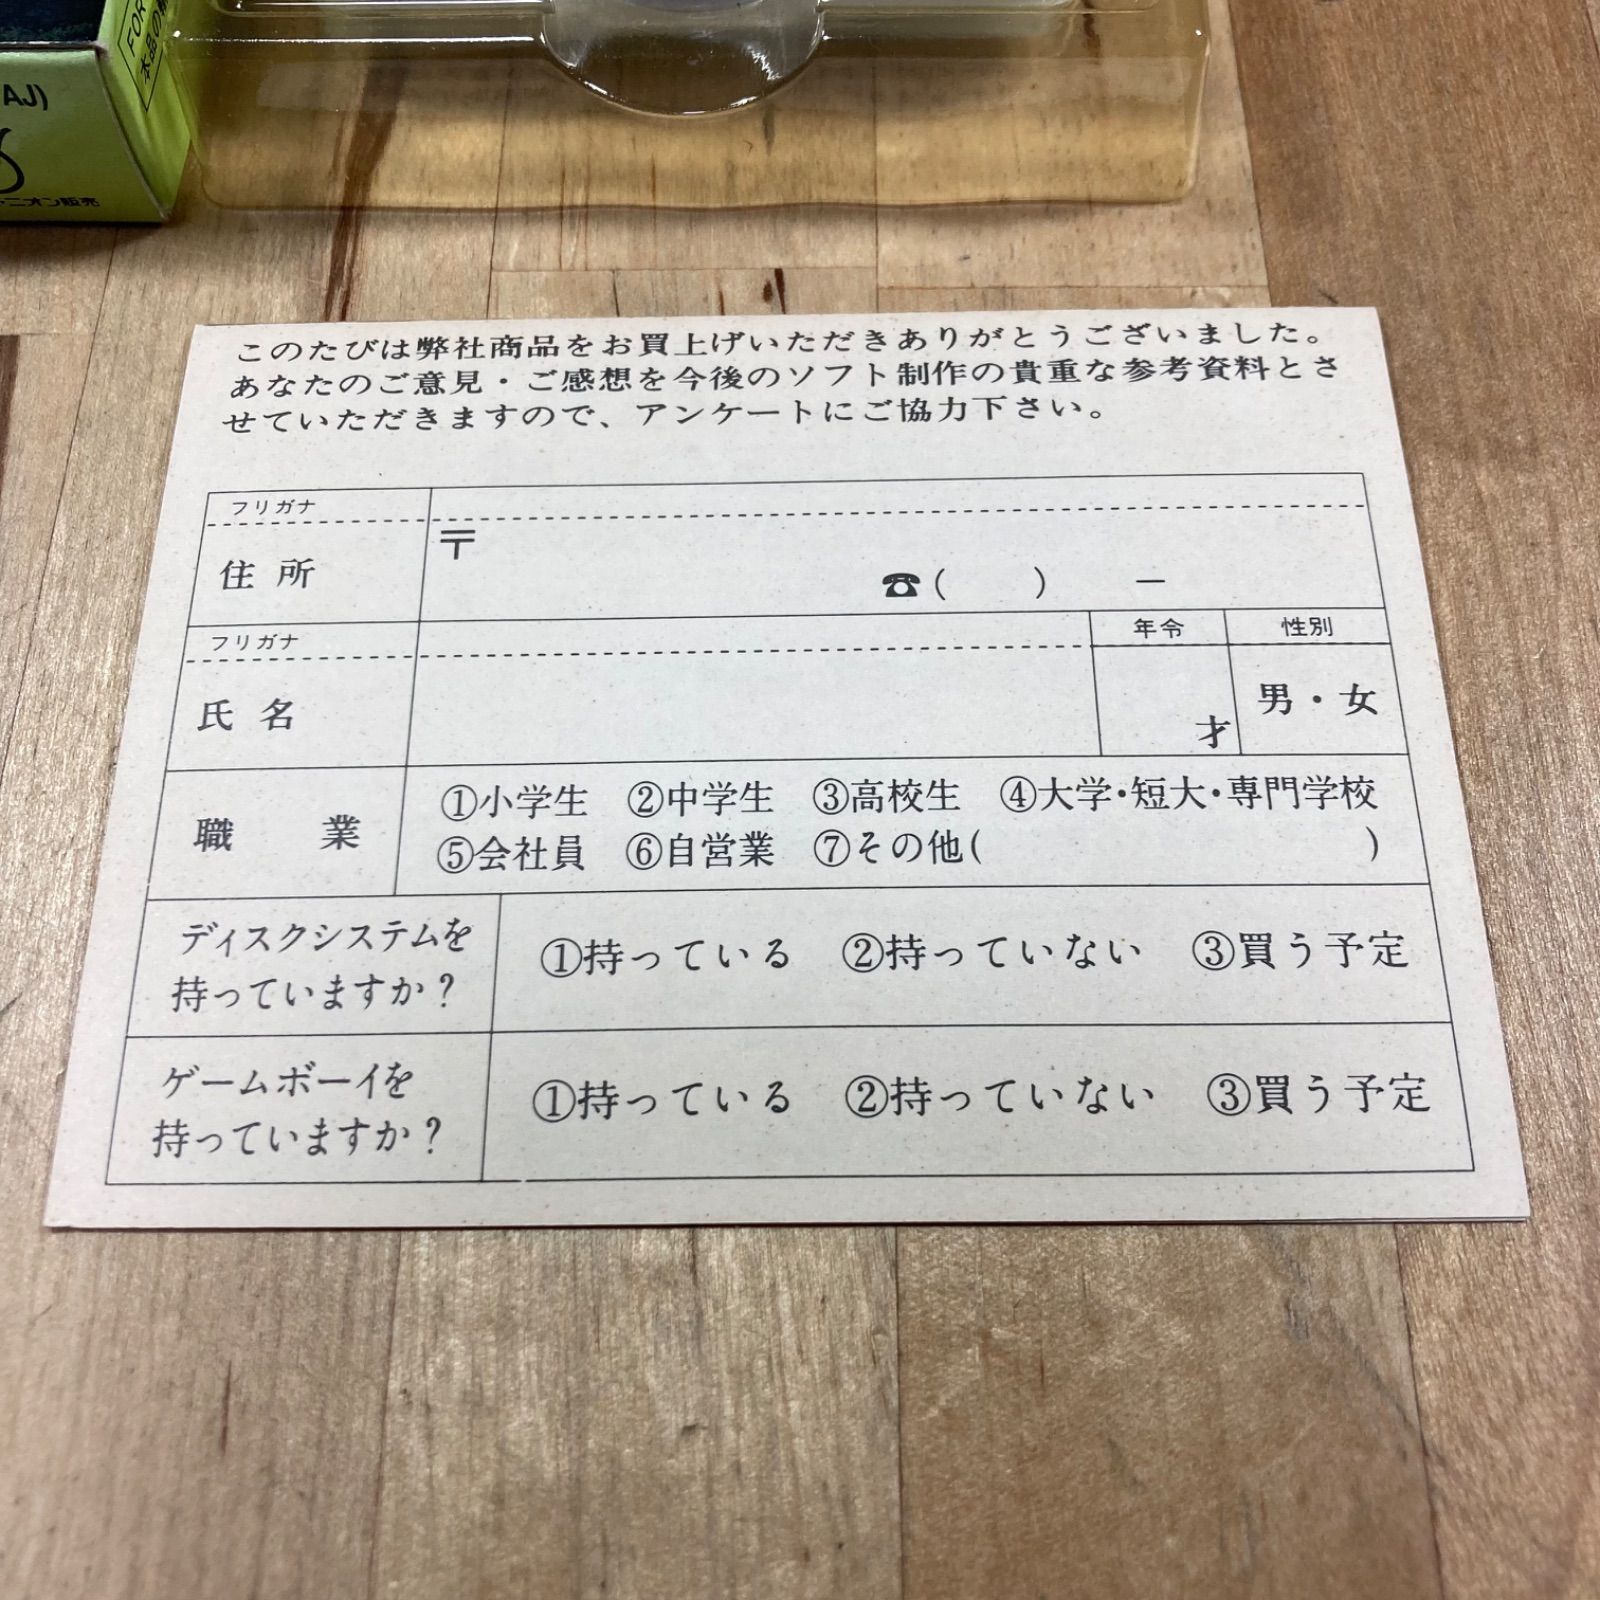 FOR
AJ)
ニオン販売
このたびは弊社商品をお買上げいただきありがとうございました。
あなたのご意見・ご感想を今後のソフト制作の貴重な参考資料とさ
せていただきますので、アンケートにご協力下さい。
フリガナ
住所
〒
☎( ) ー
フリガナ
氏名
年令
才
性別
男・女
職業
①小学生 ②中学生 ③高校生 ④大学・短大・専門学校
⑤会社員 ⑥自営業 ⑦その他( )
ディスクシステムを
持っていますか？
①持っている ②持っていない ③買う予定
ゲームボーイを
持っていますか？
①持っている ②持っていない ③買う予定